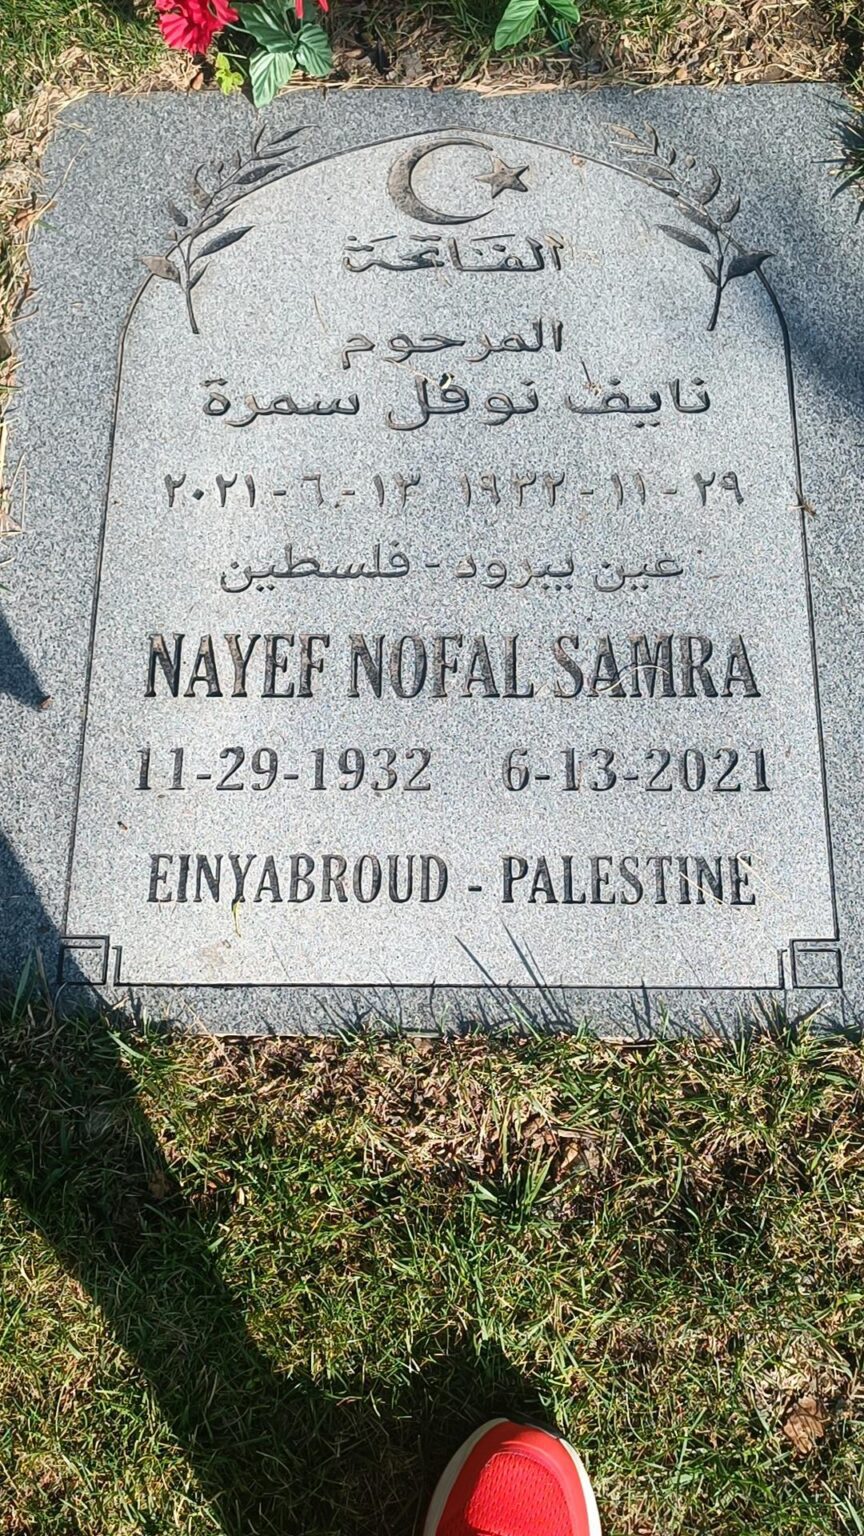 الفاتحة
المرحوم
نايف نوفل سمرة
٢٩-١١-١٩٣٢ ١٣-٦-٢٠٢١
عين يبرود - فلسطين
NAYEF NOFAL SAMRA
11-29-1932 6-13-2021
EINYABROUD - PALESTINE